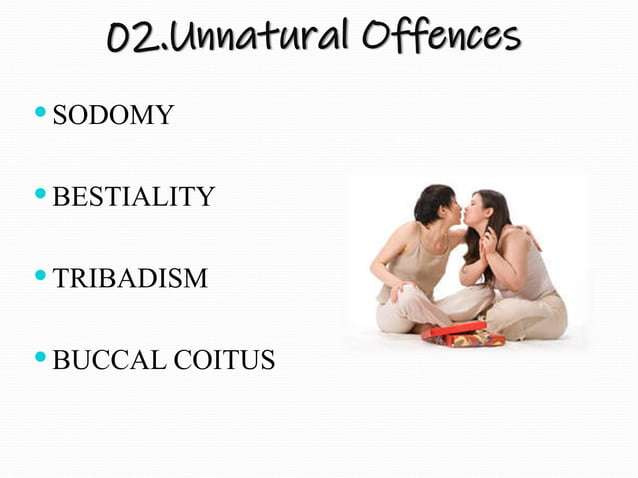 02.Unnatural Offences
• SODOMY
• BESTIALITY
• TRIBADISM
• BUCCAL COITUS